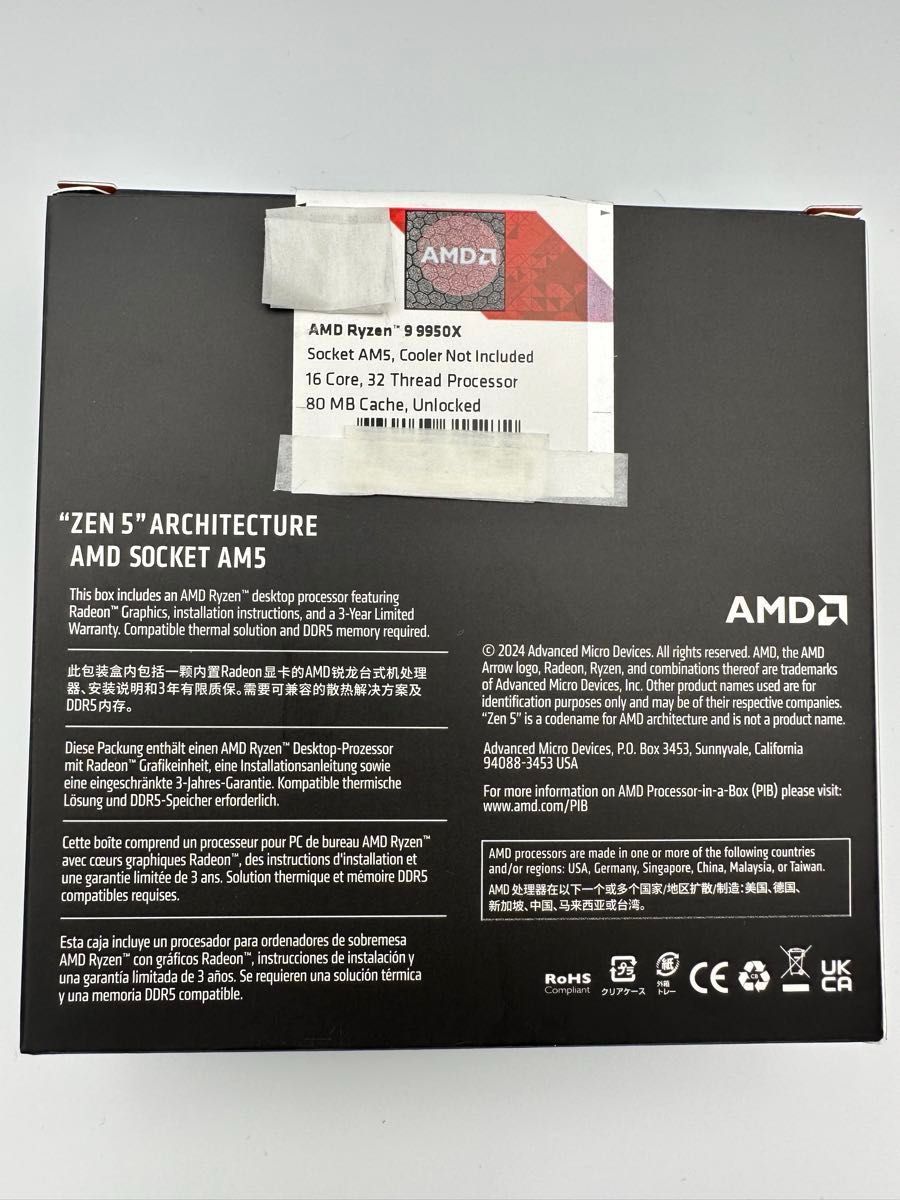 AMD
AMD Ryzen™ 9 9950X
Socket AM5, Cooler Not Included
16 Core, 32 Thread Processor
80 MB Cache, Unlocked
“ZEN 5” ARCHITECTURE
AMD SOCKET AM5
This box includes an AMD Ryzen™ desktop processor featuring
Radeon™ Graphics, installation instructions, and a 3-Year Limited
Warranty. Compatible thermal solution and DDR5 memory required.
此包装盒内包括一颗内置Radeon显卡的AMD锐龙台式机处理
器、安装说明和3年有限质保。需要可兼容的散热解决方案及
DDR5内存。
Diese Packung enthält einen AMD Ryzen™ Desktop-Prozessor
mit Radeon™ Grafikeinheit, eine Installationsanleitung sowie
eine eingeschränkte 3-Jahres-Garantie. Kompatible thermische
Lösung und DDR5-Speicher erforderlich.
Cette boîte comprend un processeur pour PC de bureau AMD Ryzen™
avec cœurs graphiques Radeon™, des instructions d'installation et
une garantie limitée de 3 ans. Solution thermique et mémoire DDR5
compatibles requises.
Esta caja incluye un procesador para ordenadores de sobremesa
AMD Ryzen™ con gráficos Radeon™, instrucciones de instalación y
una garantía limitada de 3 años. Se requieren una solución térmica
y una memoria DDR5 compatible.
AMD
© 2024 Advanced Micro Devices. All rights reserved. AMD, the AMD
Arrow logo, Radeon, Ryzen, and combinations thereof are trademarks
of Advanced Micro Devices, Inc. Other product names used are for
identification purposes only and may be of their respective companies.
“Zen 5” is a codename for AMD architecture and is not a product name.
Advanced Micro Devices, P.O. Box 3453, Sunnyvale, California
94088-3453 USA
For more information on AMD Processor-in-a-Box (PIB) please visit:
www.amd.com/PIB
AMD processors are made in one or more of the following countries
and/or regions: USA, Germany, Singapore, China, Malaysia, or Taiwan.
AMD 处理器在以下一个或多个国家/地区扩散/制造：美国、德国、
新加坡、中国、马来西亚或台湾。
RoHS
Compliant
プラ
クリアケース
紙
外箱
トレー
CE
CB
UK
CA